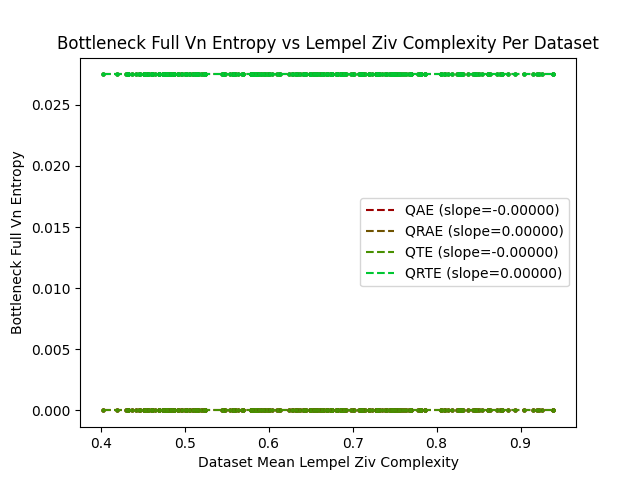 Bottleneck Full Vn Entropy vs Lempel Ziv Complexity Per Dataset
Bottleneck Full Vn Entropy
0.025
0.020
0.015
0.010
0.005
0.000
QAE (slope=-0.00000)
QRAE (slope=0.00000)
QTE (slope=-0.00000)
QRTE (slope=0.00000)
0.4 0.5 0.6 0.7 0.8 0.9
Dataset Mean Lempel Ziv Complexity